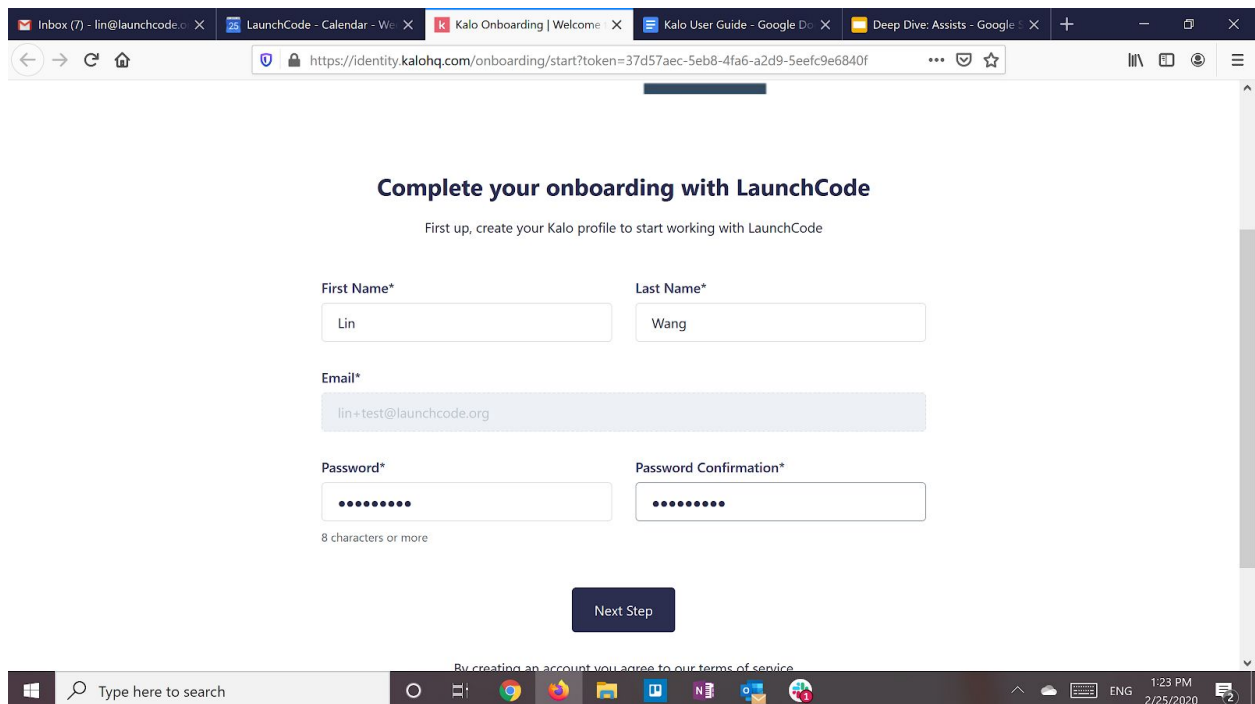 Inbox (7) - lin@launchcode.o
25 LaunchCode - Calendar - We
k Kalo Onboarding | Welcome
Kalo User Guide - Google Do
Deep Dive: Assists - Google S
https://identity.kalohq.com/onboarding/start?token=37d57aec-5eb8-4fa6-a2d9-5eefc9e6840f
Complete your onboarding with LaunchCode
First up, create your Kalo profile to start working with LaunchCode
First Name*
Last Name*
Lin
Wang
Email*
lin+test@launchcode.org
Password*
Password Confirmation*
●●●●●●●●●
●●●●●●●●●
8 characters or more
Next Step
By creating an account you agree to our terms of service
Type here to search
N
ENG
1:23 PM
2/25/2020
2